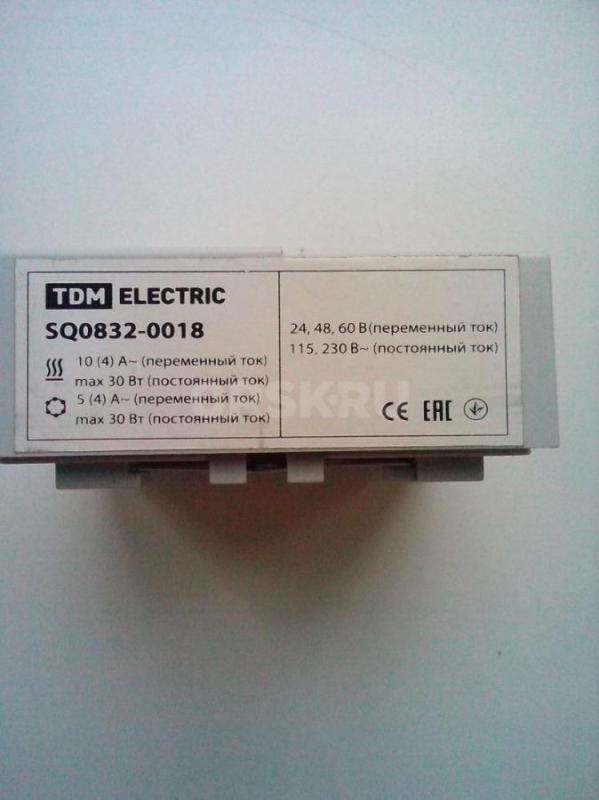 TDM ELECTRIC
SQ0832-0018
10 (4) А~ (переменный ток)
max 30 Вт (постоянный ток)
5 (4) А~ (переменный ток)
max 30 Вт (постоянный ток)
24, 48, 60 В(переменный ток)
115, 230 В~ (постоянный ток)
CE EAC